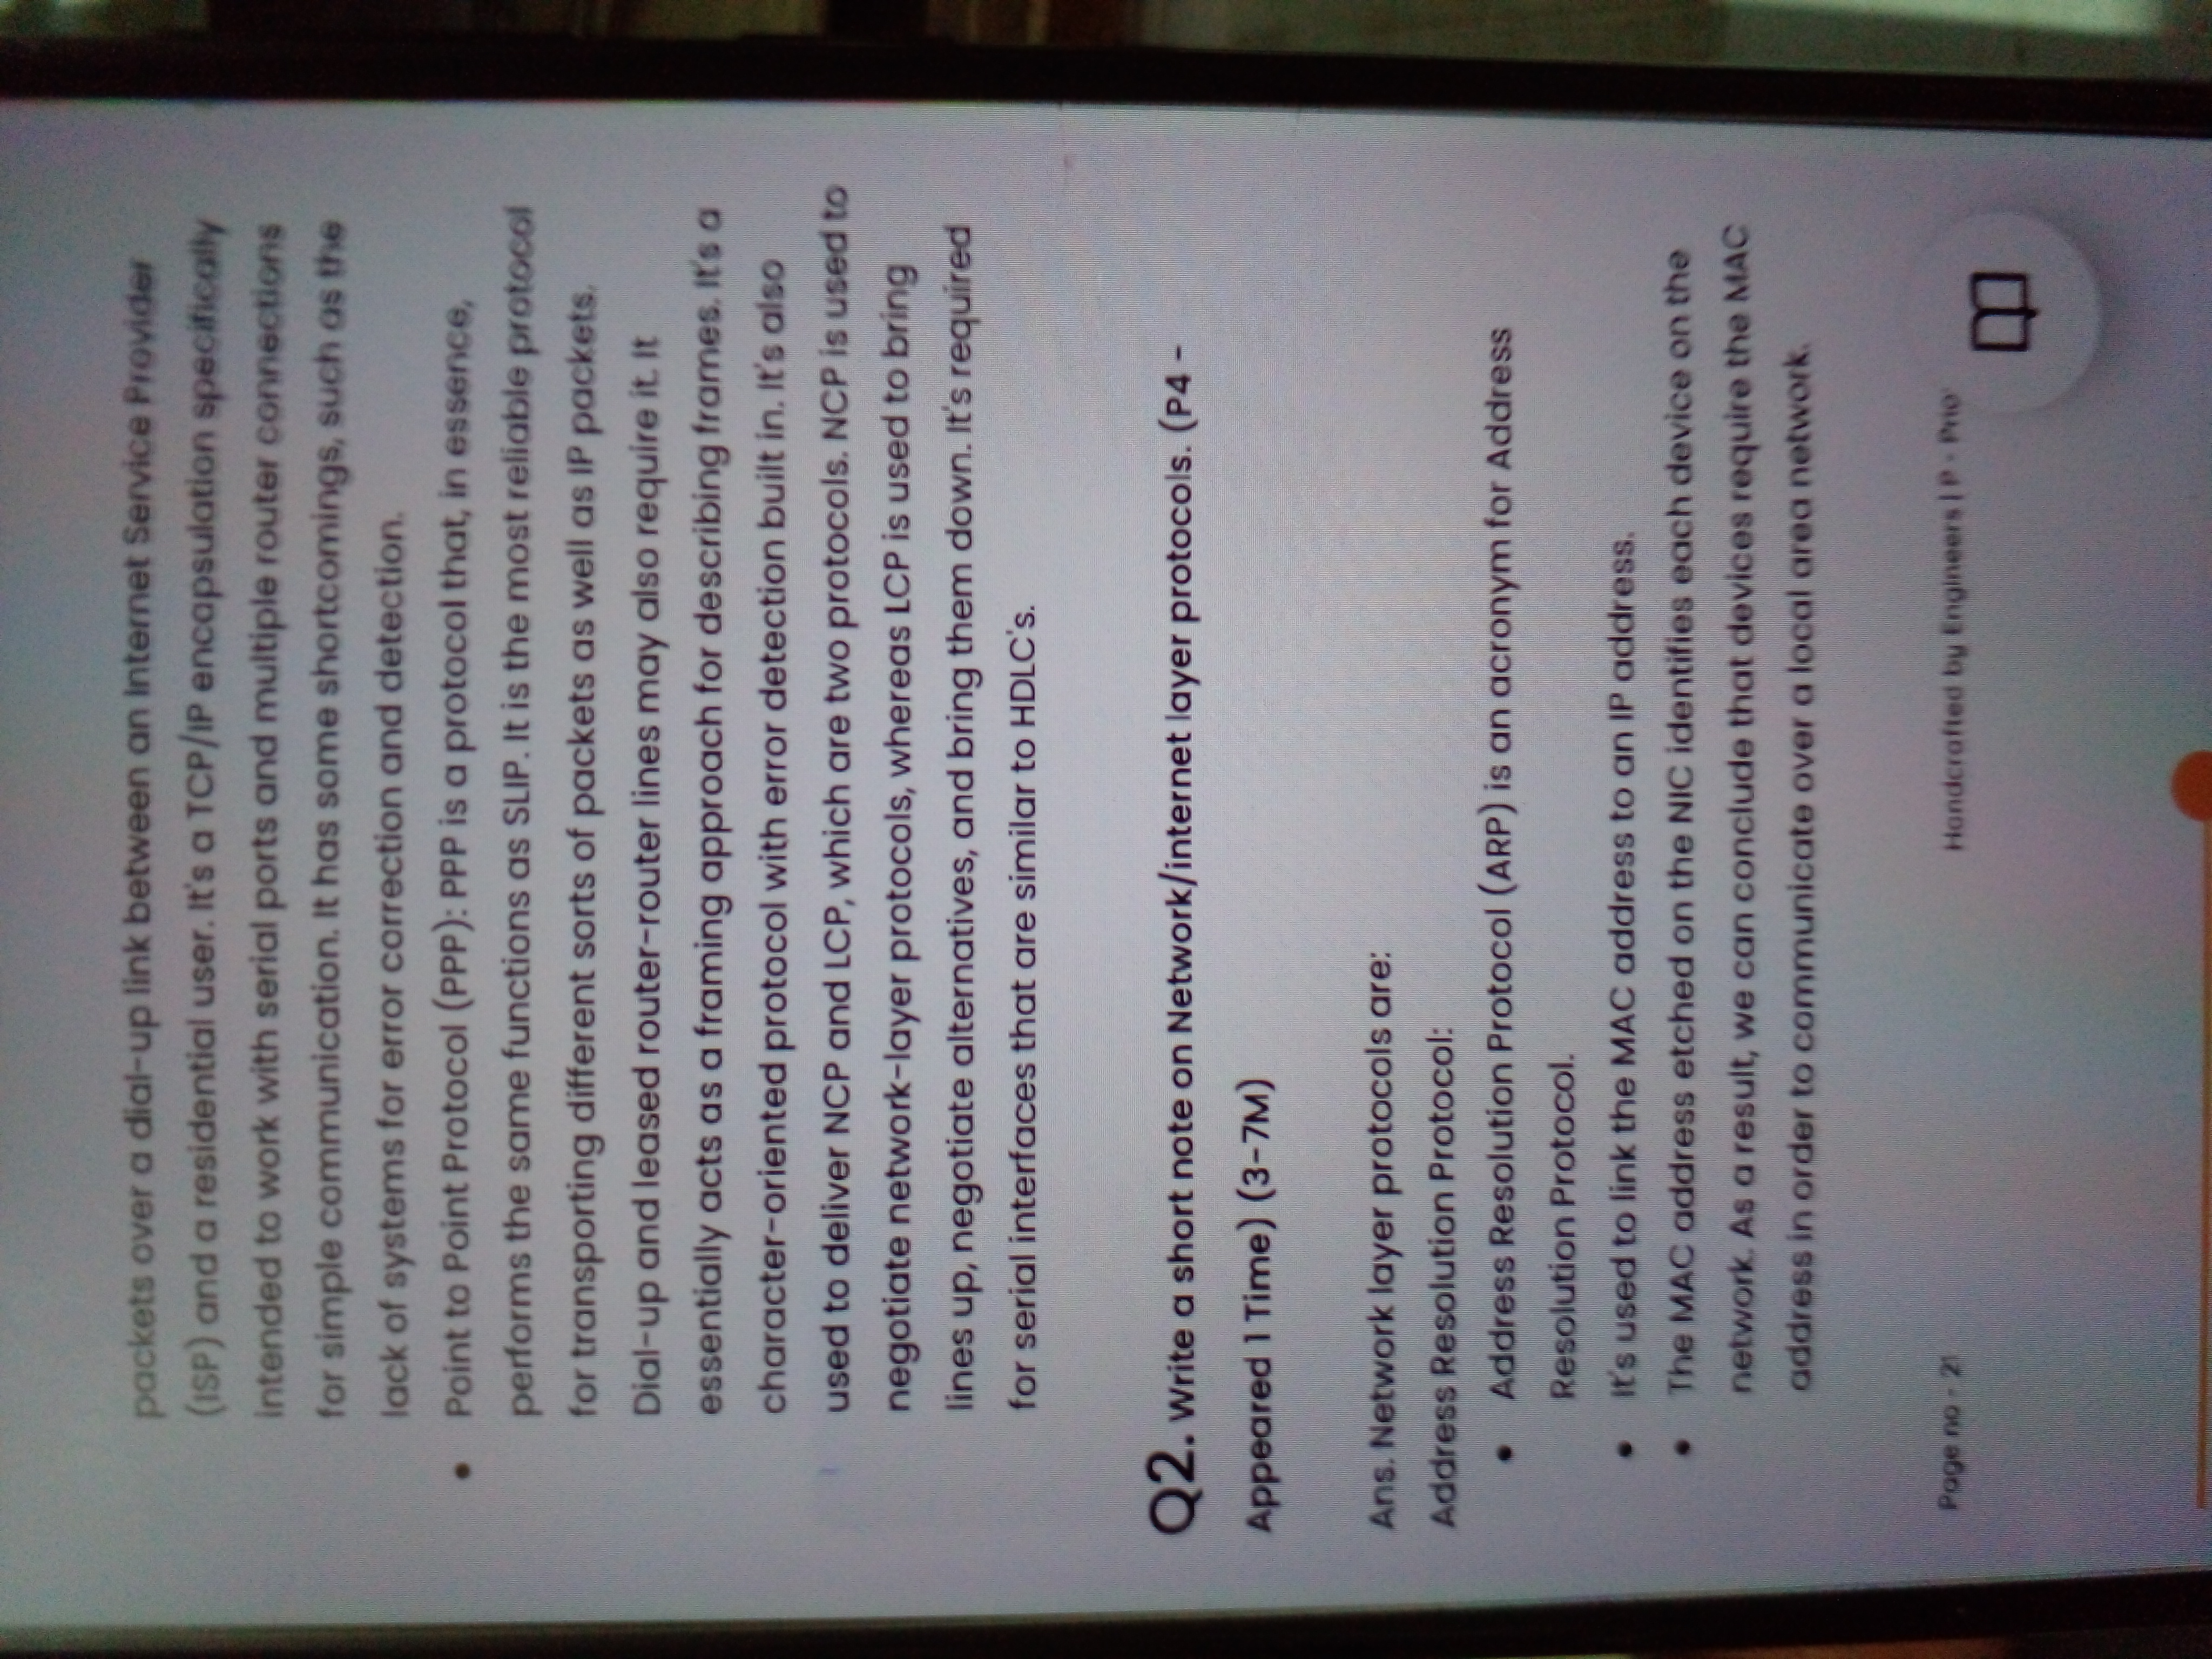 packets over a dial-up link between an Internet Service Provider
(ISP) and a residential user. It's a TCP/IP encapsulation specifically
intended to work with serial ports and multiple router connections
for simple communication. It has some shortcomings, such as the
lack of systems for error correction and detection.
• Point to Point Protocol (PPP): PPP is a protocol that, in essence,
performs the same functions as SLIP. It is the most reliable protocol
for transporting different sorts of packets as well as IP packets.
Dial-up and leased router-router lines may also require it. It
essentially acts as a framing approach for describing frames. It's a
character-oriented protocol with error detection built in. It's also
used to deliver NCP and LCP, which are two protocols. NCP is used to
negotiate network-layer protocols, whereas LCP is used to bring
lines up, negotiate alternatives, and bring them down. It's required
for serial interfaces that are similar to HDLC's.
Q2. Write a short note on Network/internet layer protocols. (P4 -
Appeared 1 Time) (3-7M)
Ans. Network layer protocols are:
Address Resolution Protocol:
• Address Resolution Protocol (ARP) is an acronym for Address
Resolution Protocol.
• It's used to link the MAC address to an IP address.
• The MAC address etched on the NIC identifies each device on the
network. As a result, we can conclude that devices require the MAC
address in order to communicate over a local area network.
Page no - 21
Handcrafted by Engineers | P - Prio